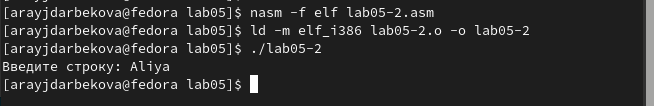 [arayjdarbekova@fedora lab05]$ nasm -f elf lab05-2.asm
[arayjdarbekova@fedora lab05]$ ld -m elf_i386 lab05-2.o -o lab05-2
[arayjdarbekova@fedora lab05]$ ./lab05-2
Введите строку: Aliya
[arayjdarbekova@fedora lab05]$